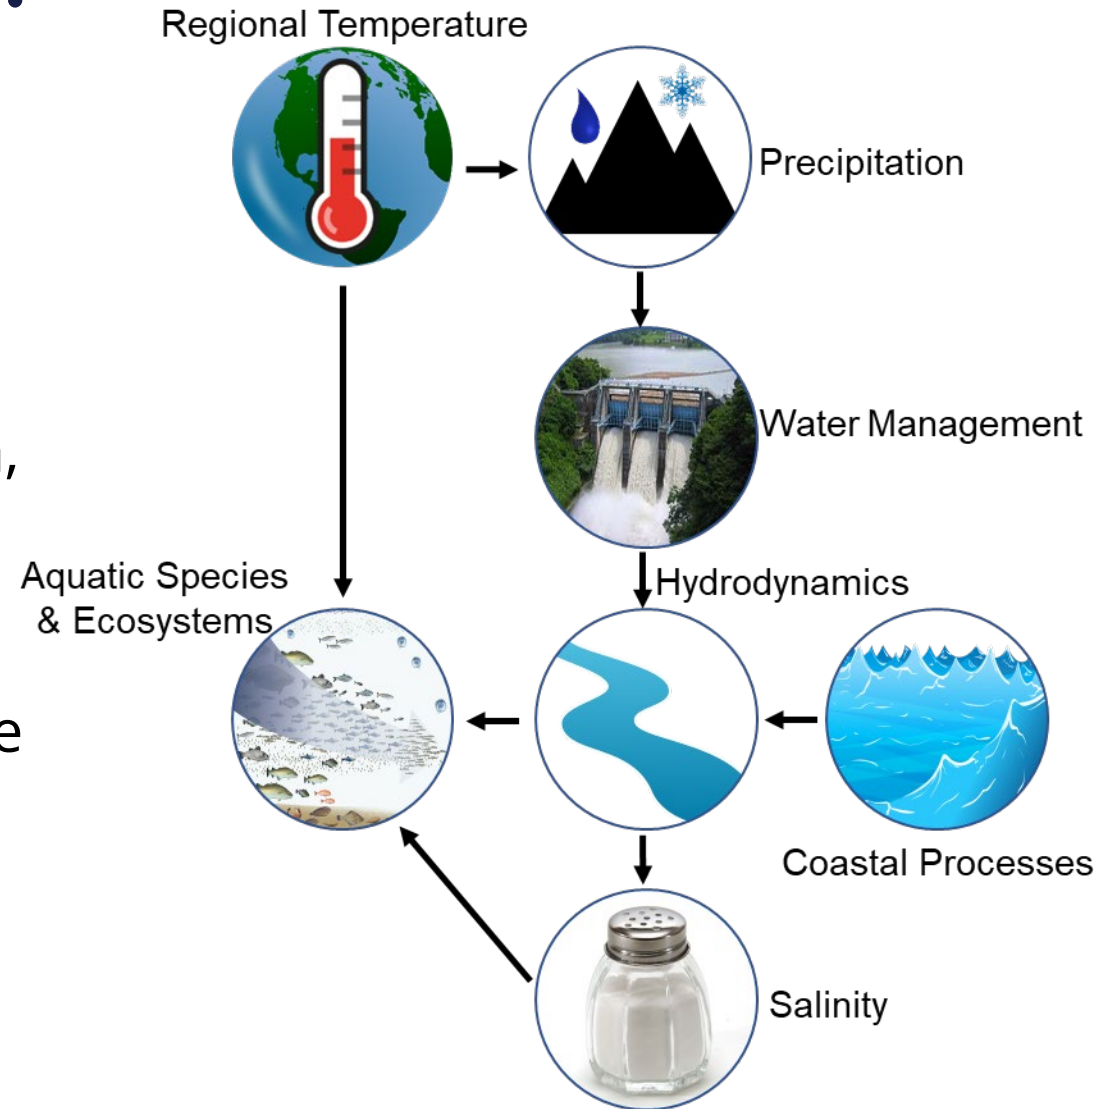 Regional Temperature
Precipitation
Water Management
Aquatic Species
& Ecosystems
Hydrodynamics
Coastal Processes
Salinity